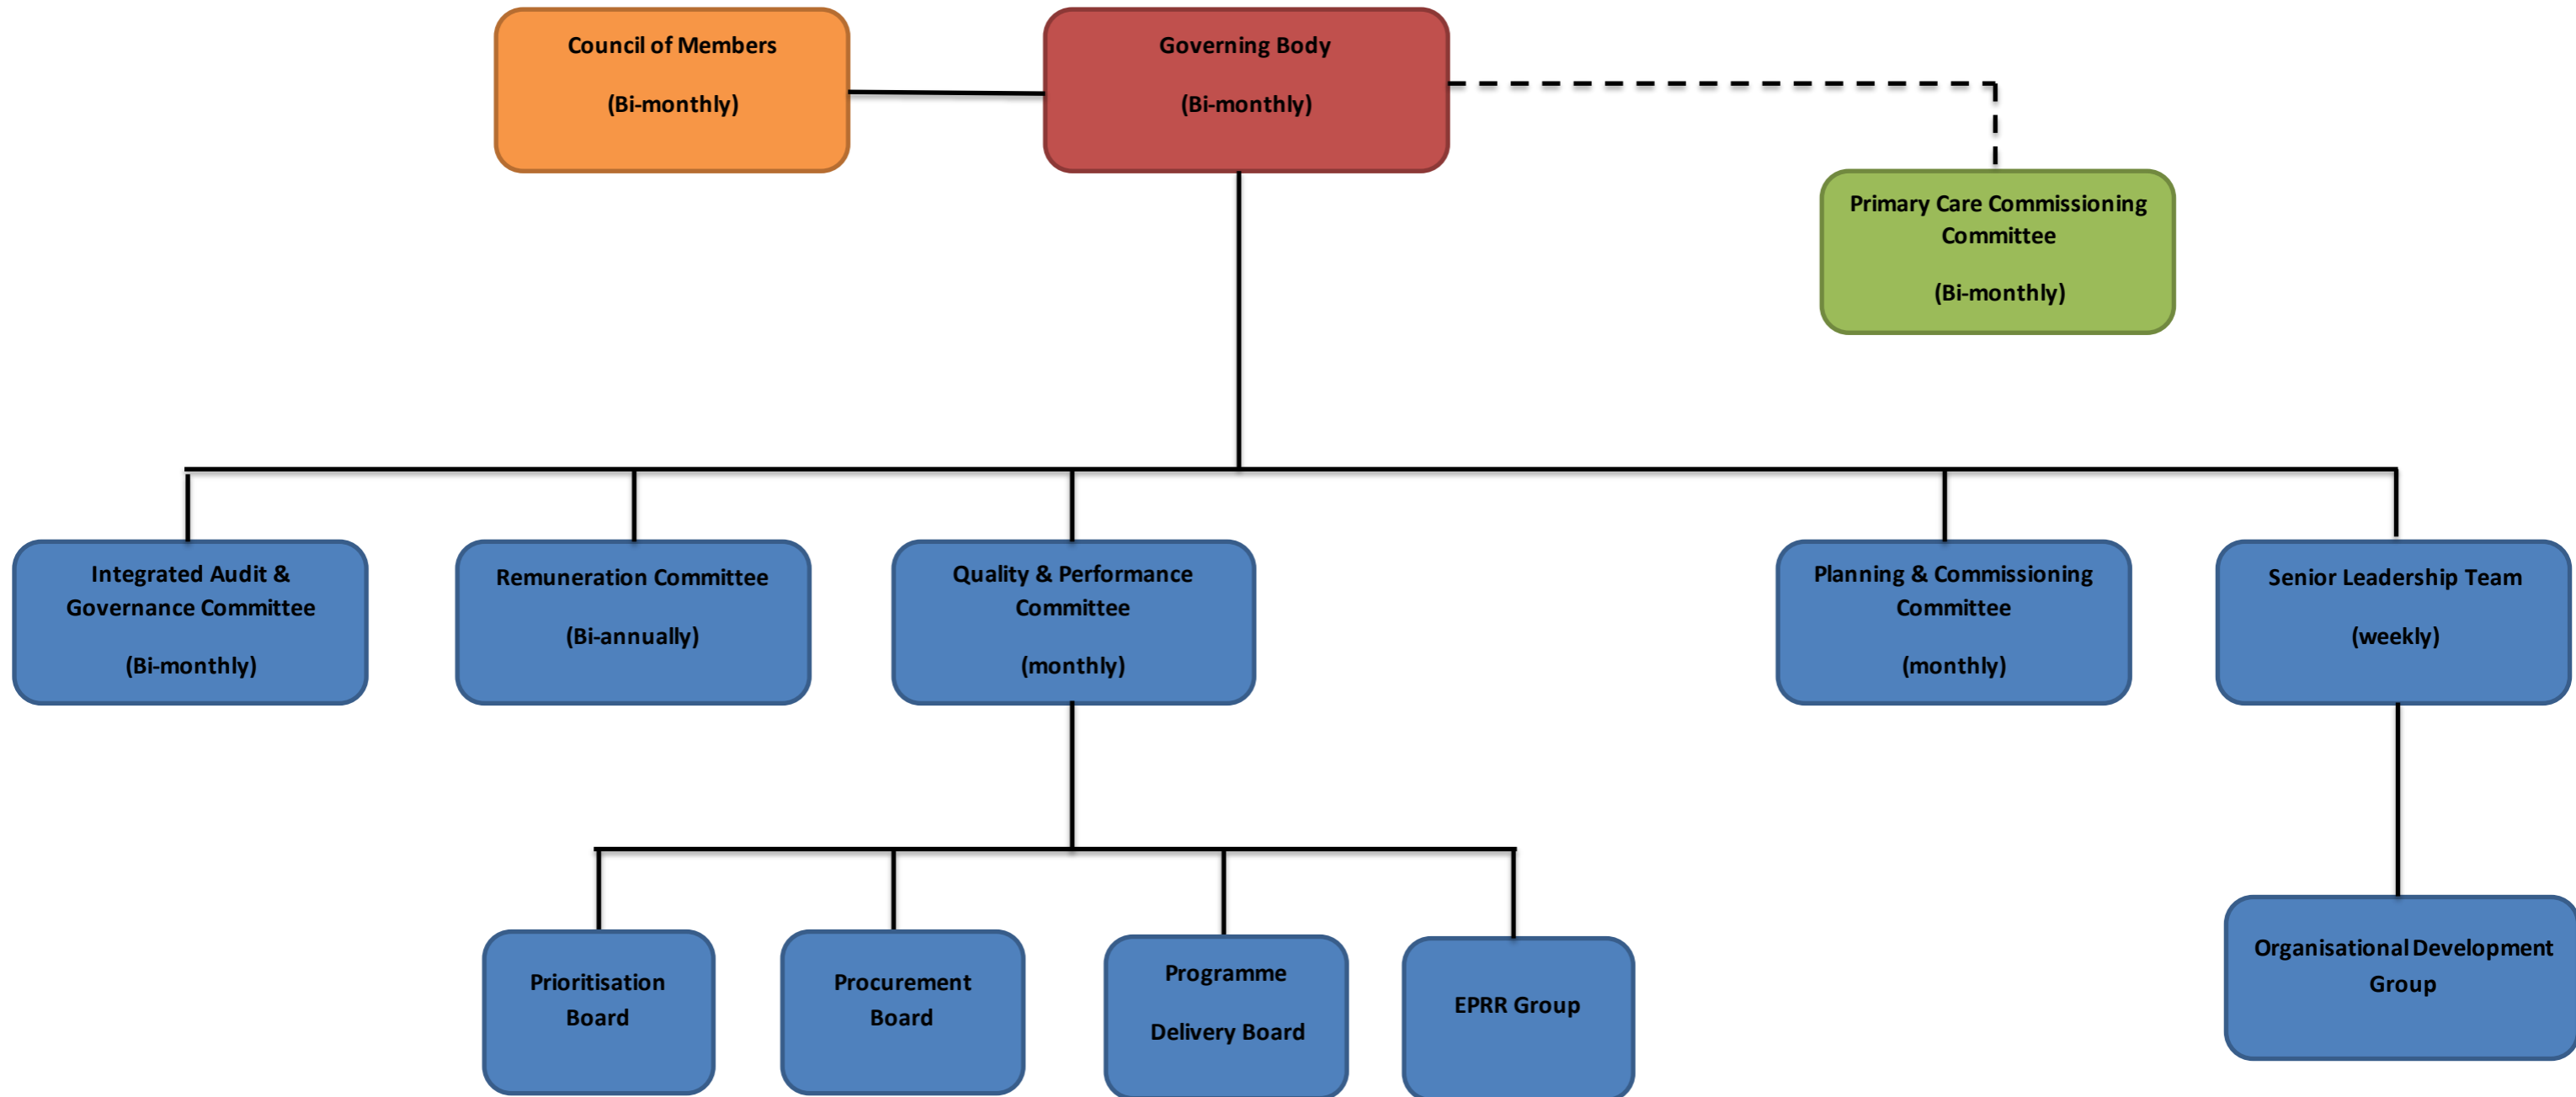 Council of Members
(Bi-monthly)
Governing Body
(Bi-monthly)
Primary Care Commissioning
Committee
(Bi-monthly)
Integrated Audit &
Governance Committee
(Bi-monthly)
Remuneration Committee
(Bi-annually)
Quality & Performance
Committee
(monthly)
Planning & Commissioning
Committee
(monthly)
Senior Leadership Team
(weekly)
Prioritisation
Board
Procurement
Board
Programme
Delivery Board
EPRR Group
Organisational Development
Group